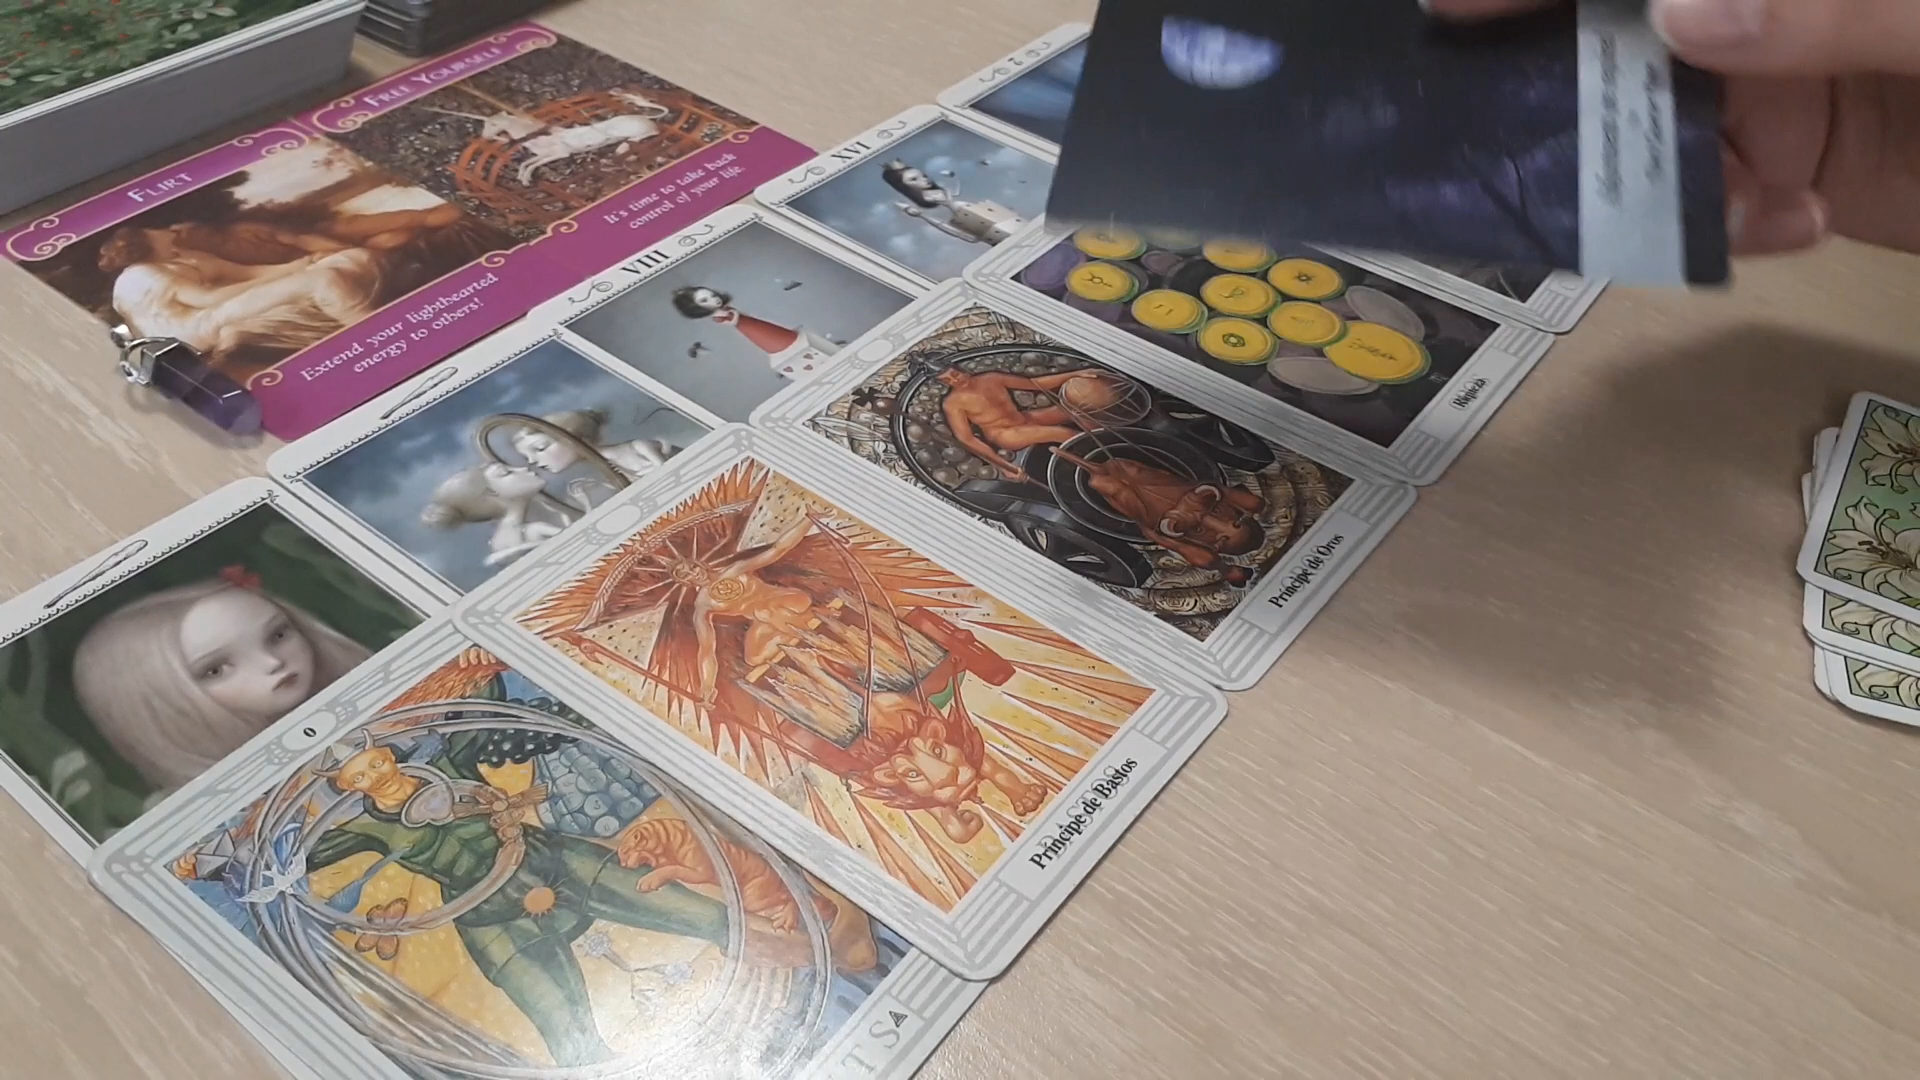 FLIRT
Extend your lighthearted
energy to others!
FREE YOURSELF
It's time to take back
control of your life.
XVI
VIII
Riqueza
Príncipe de Oros
Príncipe de Bastos
0